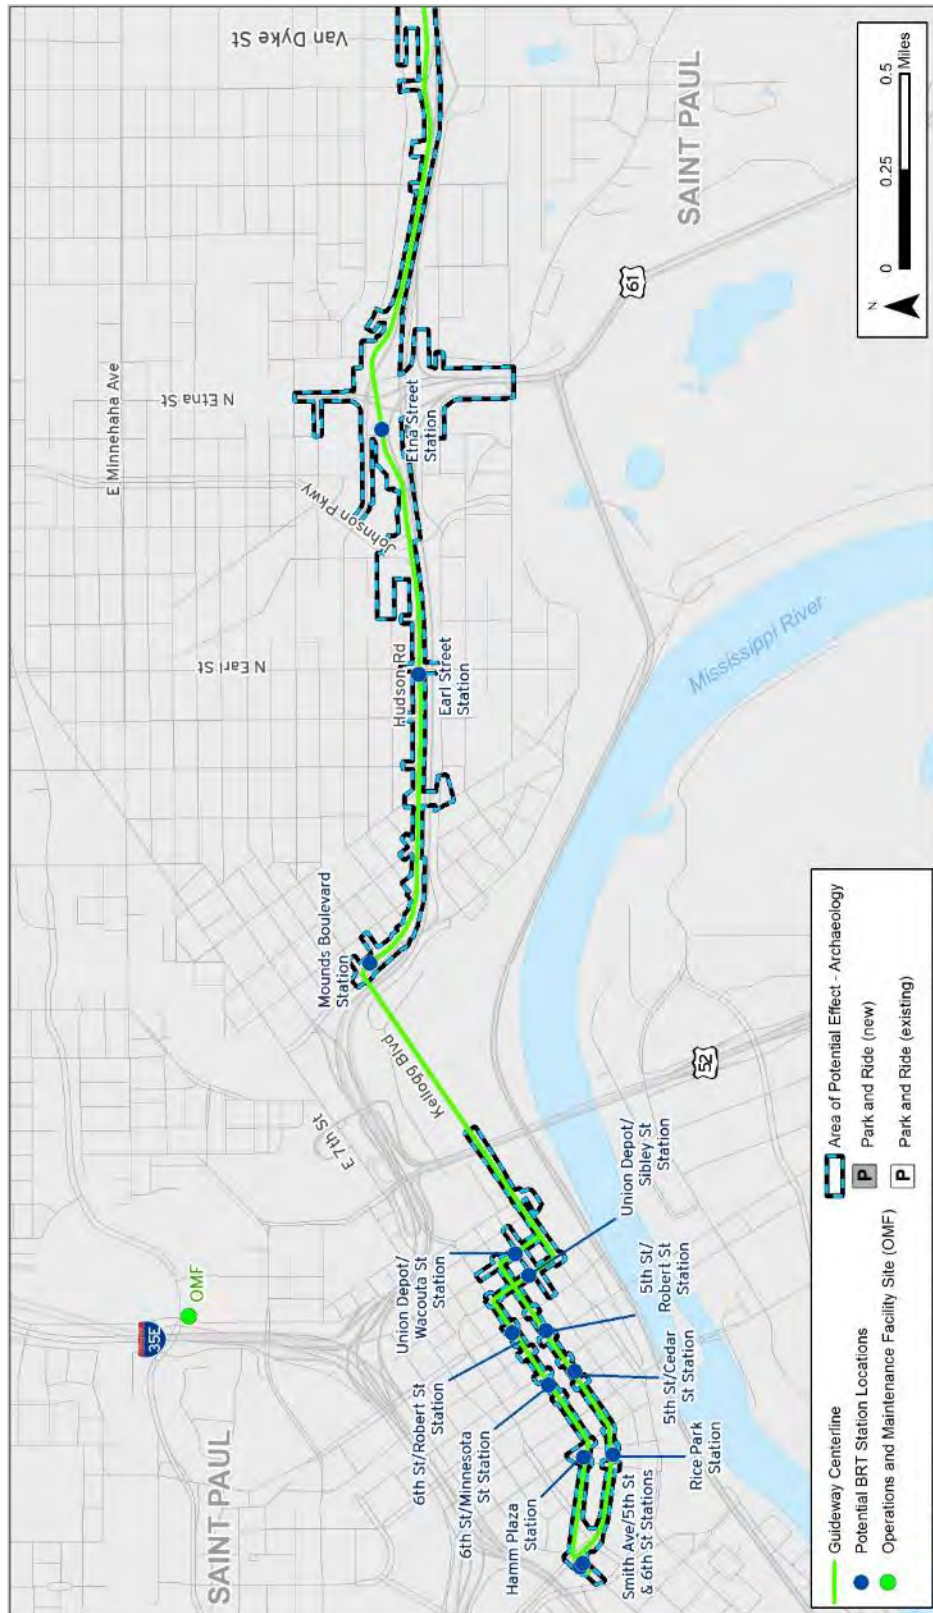 SAINT PAUL
35E
OMF
E 7th St
Kellogg Blvd
Smith Ave/5th St
& 6th St Stations
Hamm Plaza
Station
Rice Park
Station
6th St/Minnesota
St Station
5th St/Cedar
St Station
6th St/Robert St
Station
5th St/
Robert St
Station
Union Depot/
Wacouta St
Station
Union Depot/
Sibley St
Station
52
Mounds Boulevard
Station
N Earl St
Hudson Rd
Earl Street
Station
Johnson Pkwy
E Minnehaha Ave
N Etna St
Etna Street
Station
61
Van Dyke St
SAINT PAUL
Mississippi River
Guideway Centerline
Potential BRT Station Locations
Operations and Maintenance Facility Site (OMF)
Area of Potential Effect - Archaeology
P Park and Ride (new)
P Park and Ride (existing)
N
0 0.25 0.5
Miles